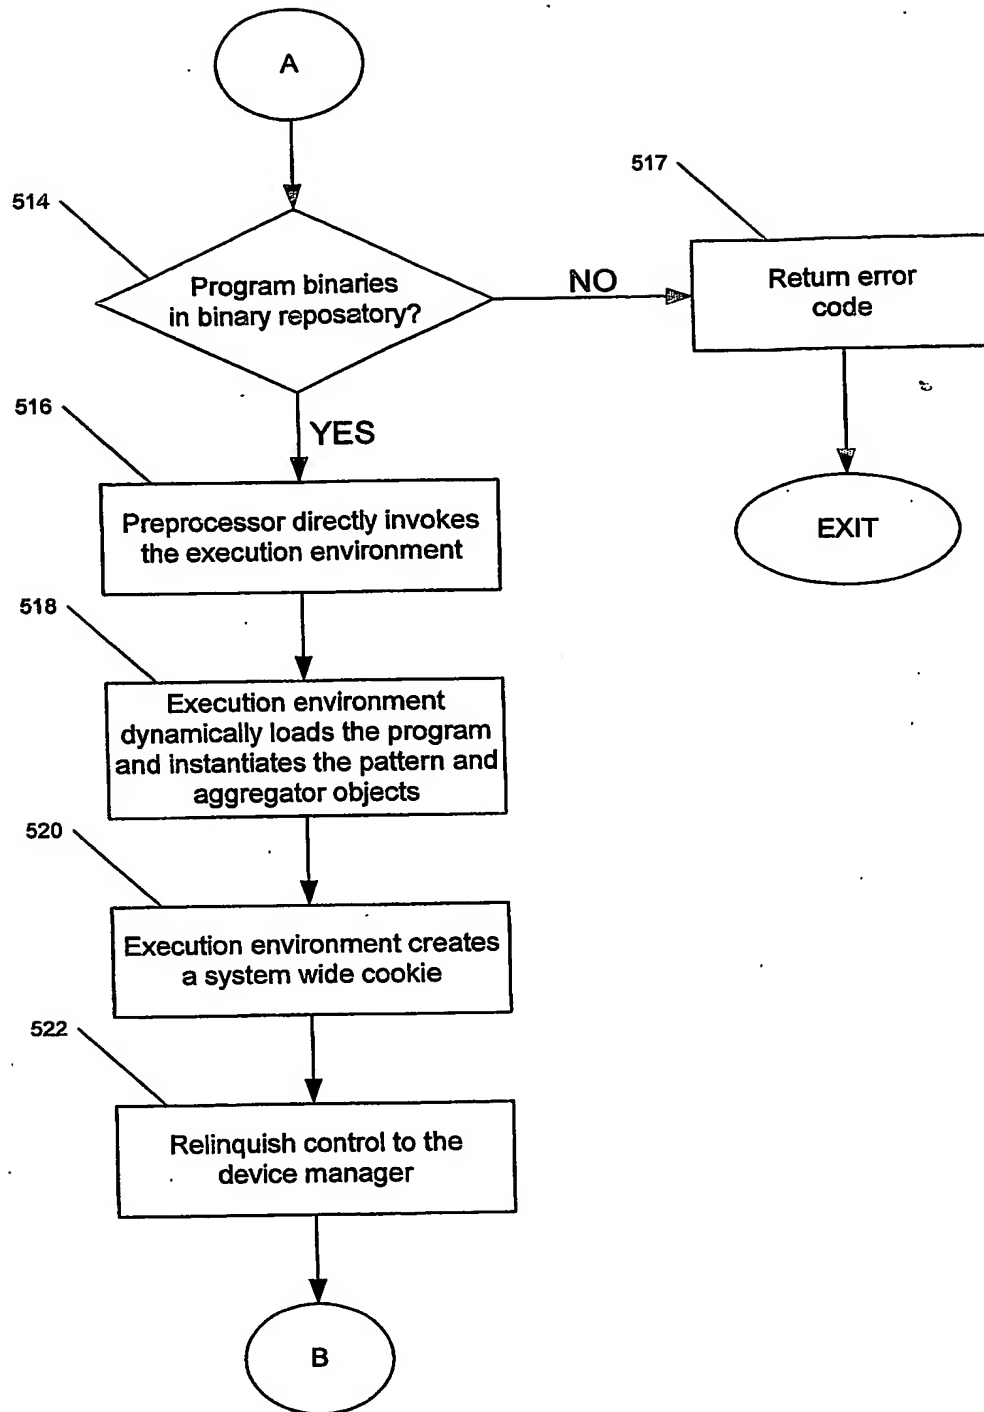 A
514
Program binaries
in binary reposatory?
NO
517
Return error
code
EXIT
YES
516
Preprocessor directly invokes
the execution environment
518
Execution environment
dynamically loads the program
and instantiates the pattern and
aggregator objects
520
Execution environment creates
a system wide cookie
522
Relinquish control to the
device manager
B